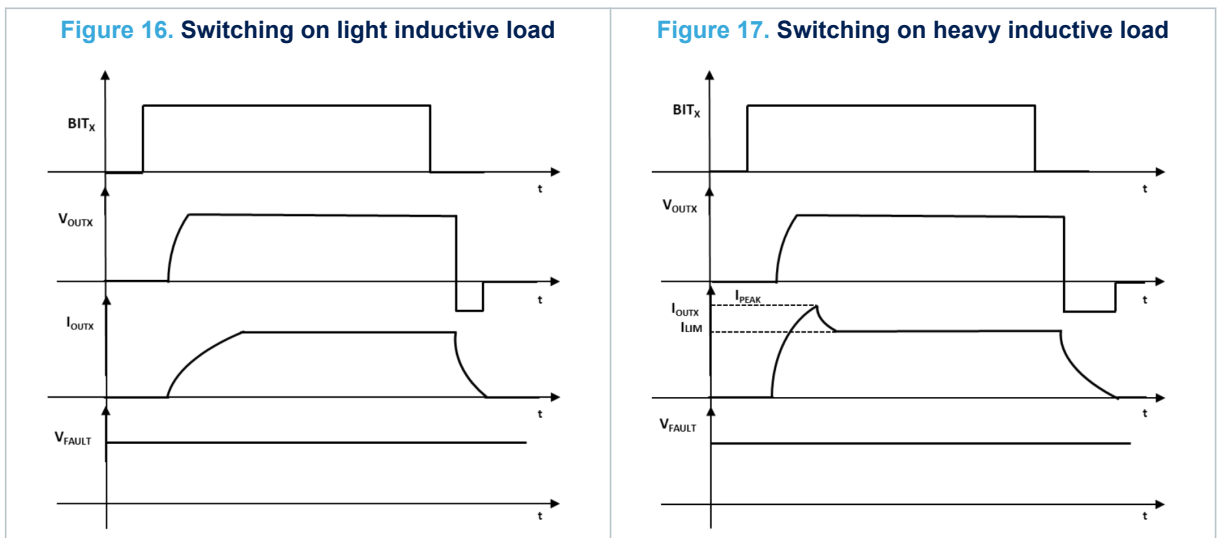 Figure 16. Switching on light inductive load
BITX
t
VOUTX
t
IOUTX
t
VFAULT
t
Figure 17. Switching on heavy inductive load
BITX
t
VOUTX
t
IPEAK
IOUTX
ILIM
t
VFAULT
t